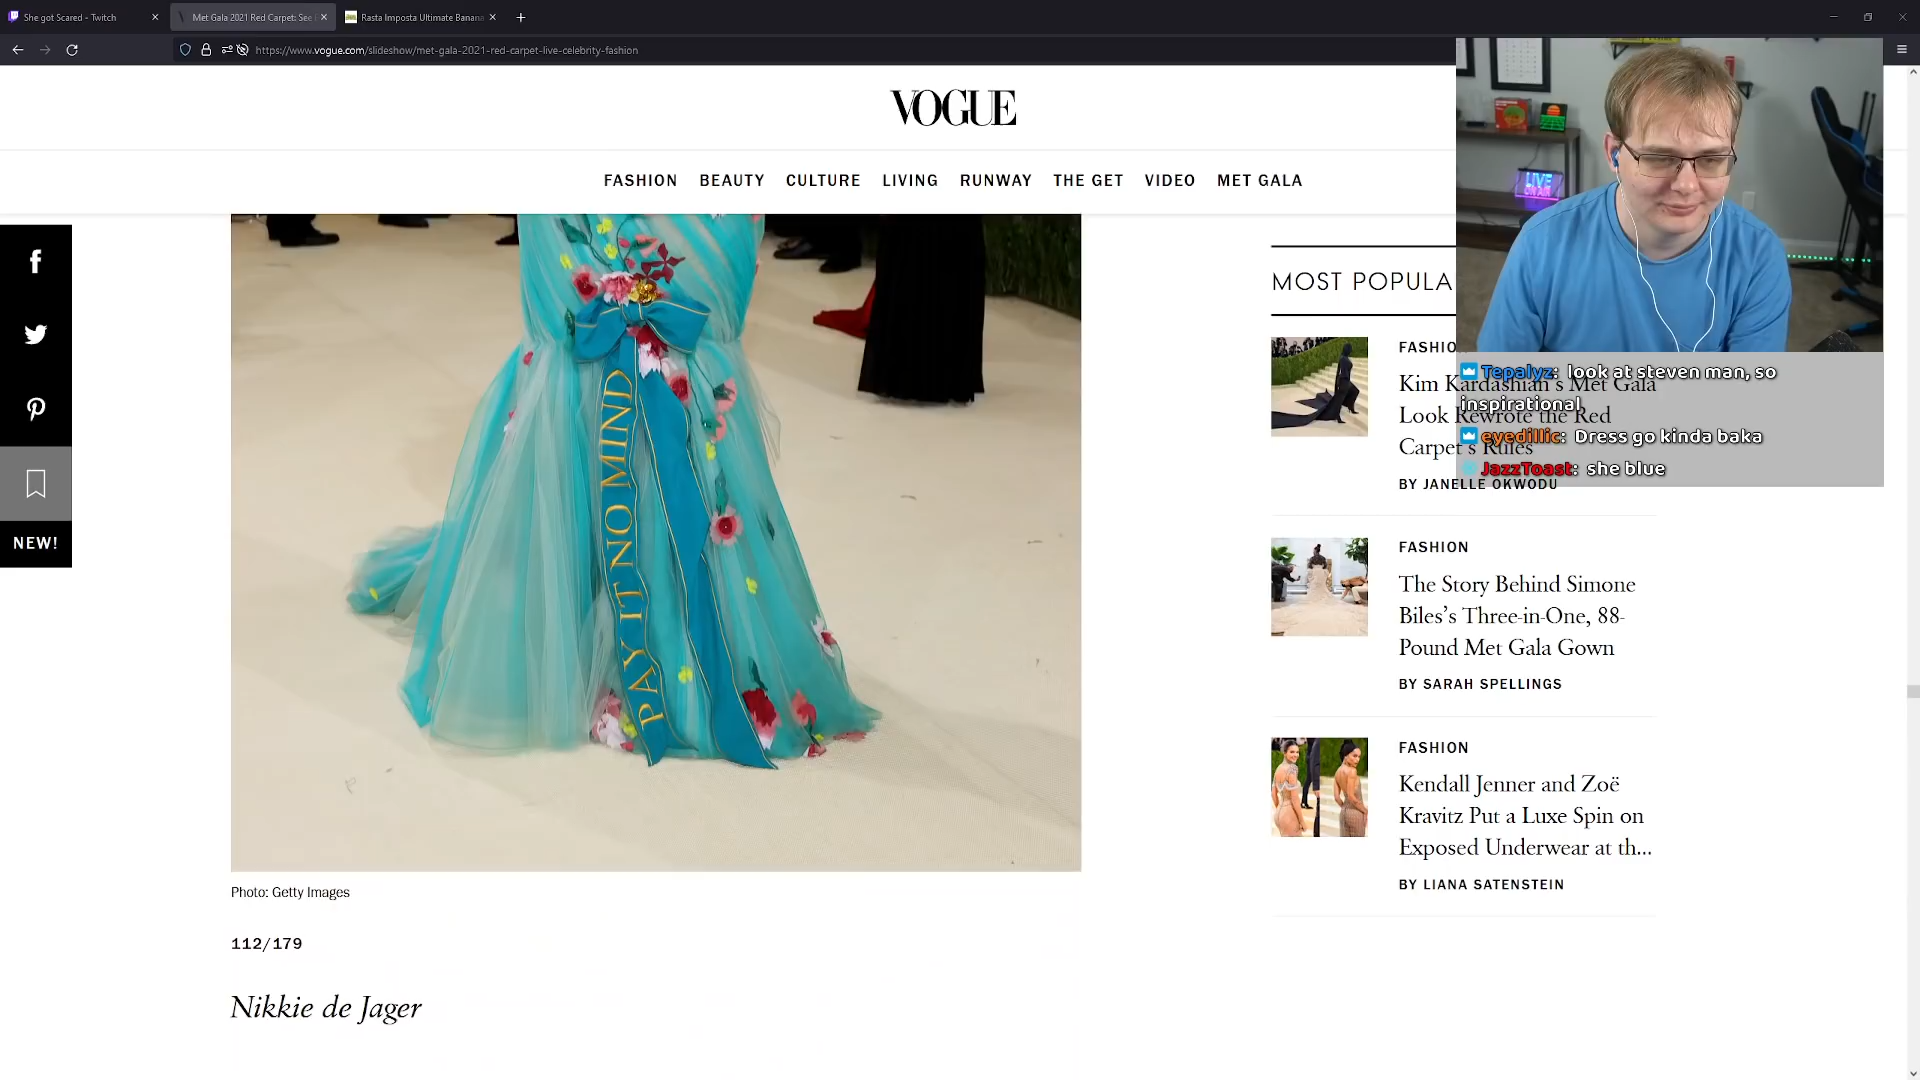 She got Scared - Twitch
Met Gala 2021 Red Carpet: See
Rasta Imposta Ultimate Banana
https://www.vogue.com/slideshow/met-gala-2021-red-carpet-live-celebrity-fashion
VOGUE
FASHION BEAUTY CULTURE LIVING RUNWAY THE GET VIDEO MET GALA
NEW!
PAY IT NO MIND
Photo: Getty Images
112/179
Nikkie de Jager
MOST POPULA
FASHIO
Kim Kardashian's Met Gala
Look Rewrote the Red
Carpet's Rules
BY JANELLE OKWODU
FASHION
The Story Behind Simone
Biles's Three-in-One, 88-
Pound Met Gala Gown
BY SARAH SPELLINGS
FASHION
Kendall Jenner and Zoë
Kravitz Put a Luxe Spin on
Exposed Underwear at th...
BY LIANA SATENSTEIN
LIVE
Tepalyz: look at steven man, so
inspirational
eyedillic: Dress go kinda baka
JazzToast: she blue